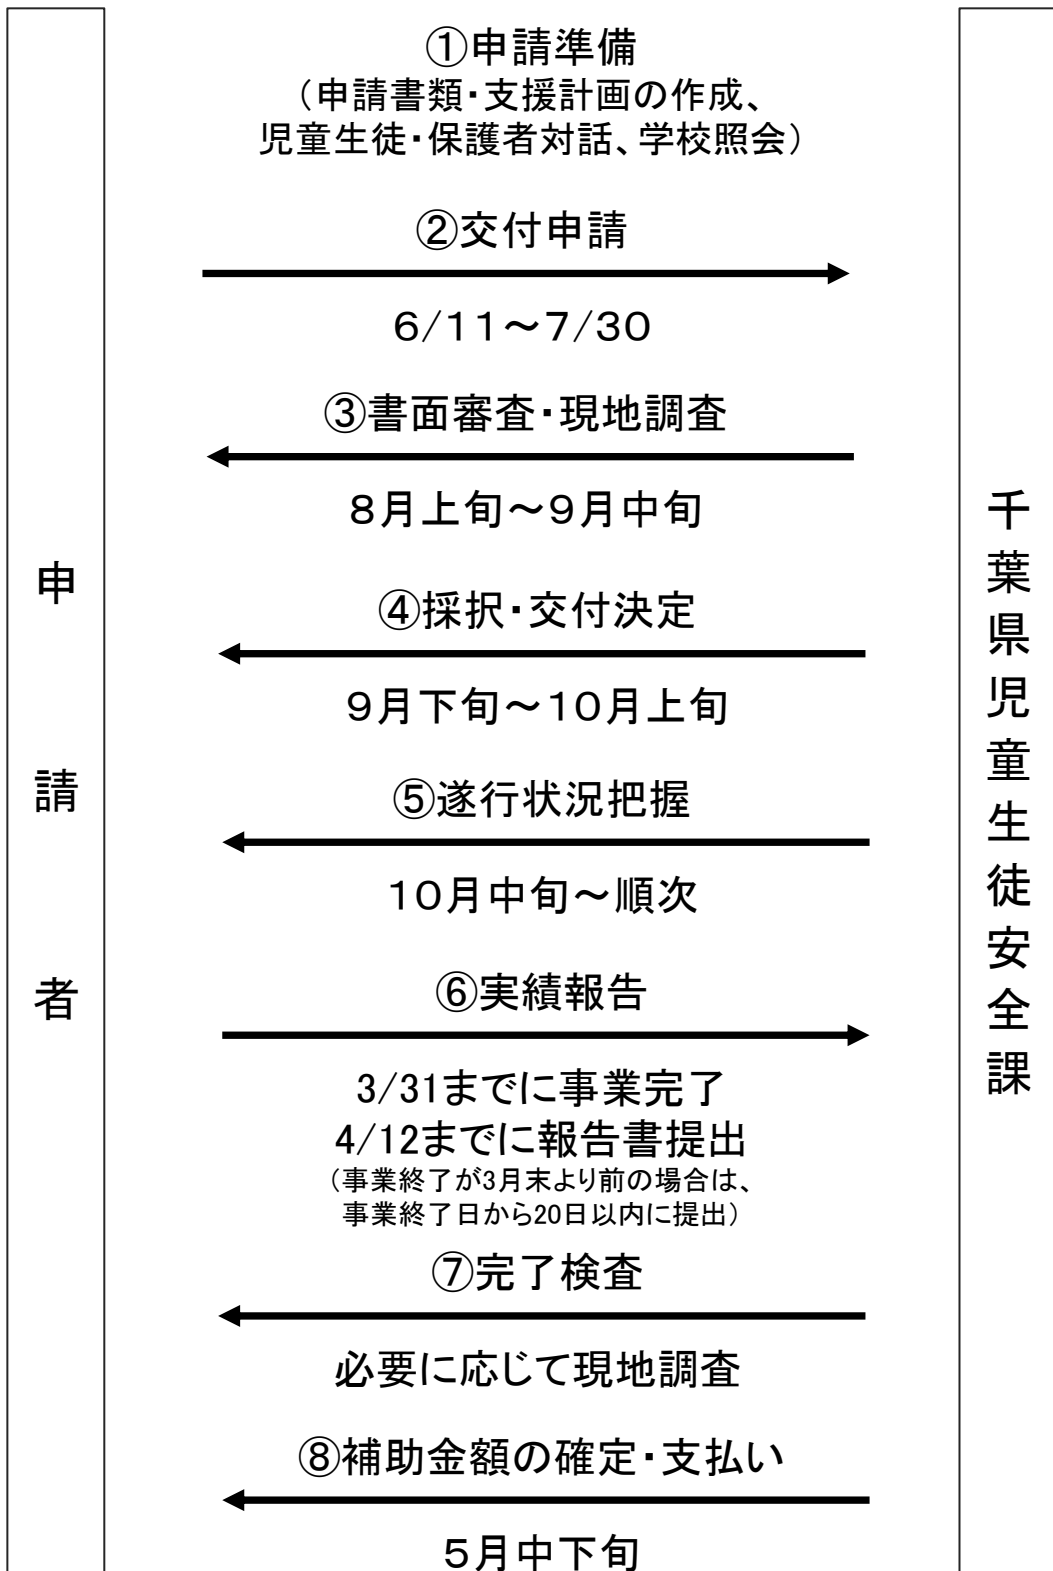 ①申請準備
（申請書類・支援計画の作成、
児童生徒・保護者対話、学校照会）
②交付申請
６/１１～７/３０
③書面審査・現地調査
８月上旬～９月中旬
④採択・交付決定
９月下旬～１０月上旬
⑤遂行状況把握
１０月中旬～順次
⑥実績報告
3/31までに事業完了
4/12までに報告書提出
（事業終了が3月末より前の場合は、
事業終了日から20日以内に提出）
⑦完了検査
必要に応じて現地調査
⑧補助金額の確定・支払い
５月中下旬
申請者
千葉県児童生徒安全課